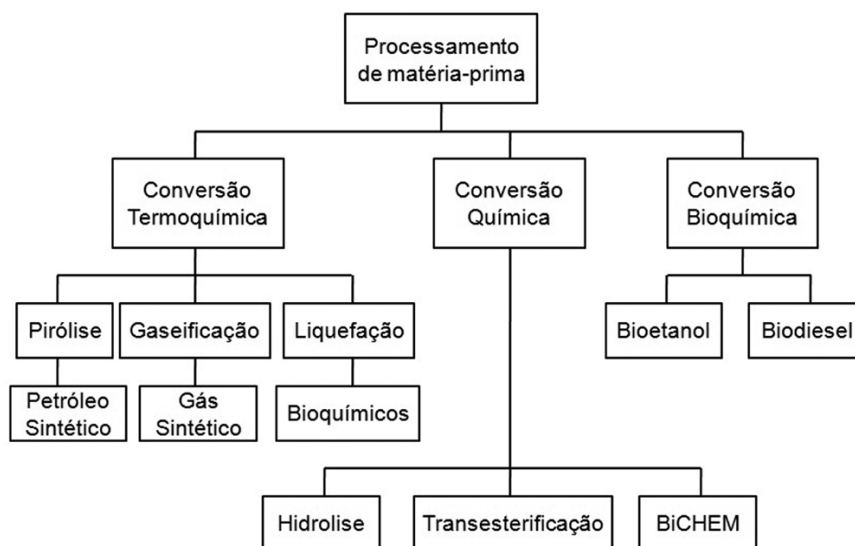 Processamento
de matéria-prima
Conversão
Termoquímica
Conversão
Química
Conversão
Bioquímica
Pirólise
Gaseificação
Liquefação
Bioetanol
Biodiesel
Petróleo
Sintético
Gás
Sintético
Bioquímicos
Hidrolise
Transesterificação
BiCHEM